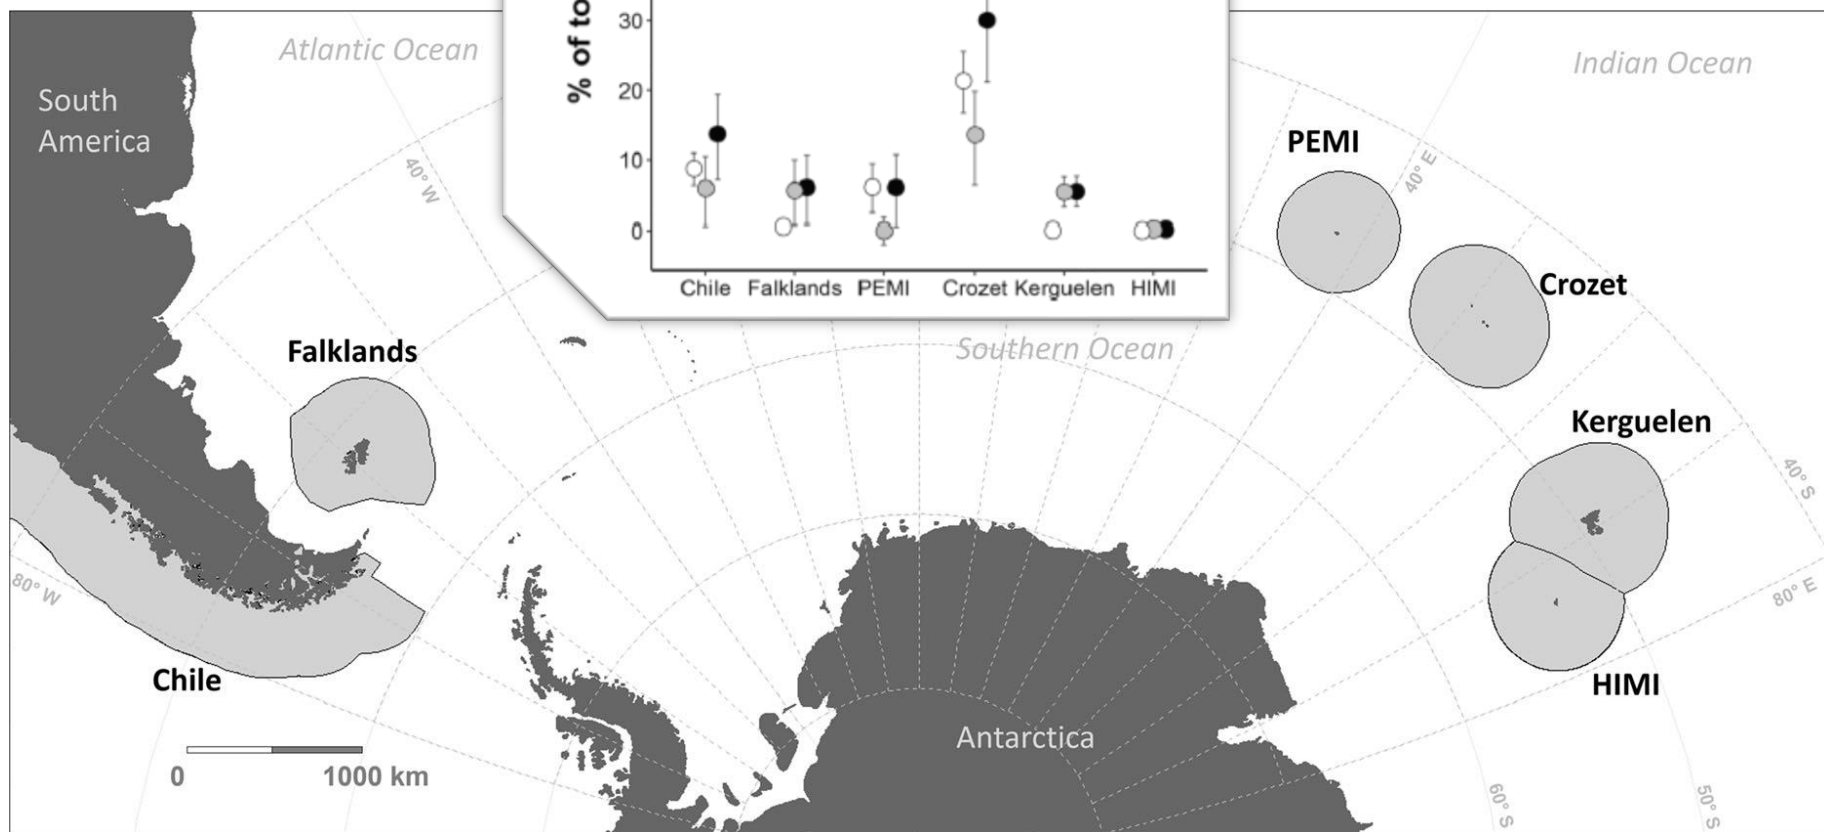 % of to
30
20
10
0
Chile Falklands PEMI Crozet Kerguelen HIMI
Atlantic Ocean
Indian Ocean
South
America
40° W
PEMI
40° E
Crozet
Falklands
Southern Ocean
Kerguelen
40° S
80° W
80° E
Chile
HIMI
Antarctica
0 1000 km
60° S
50° S